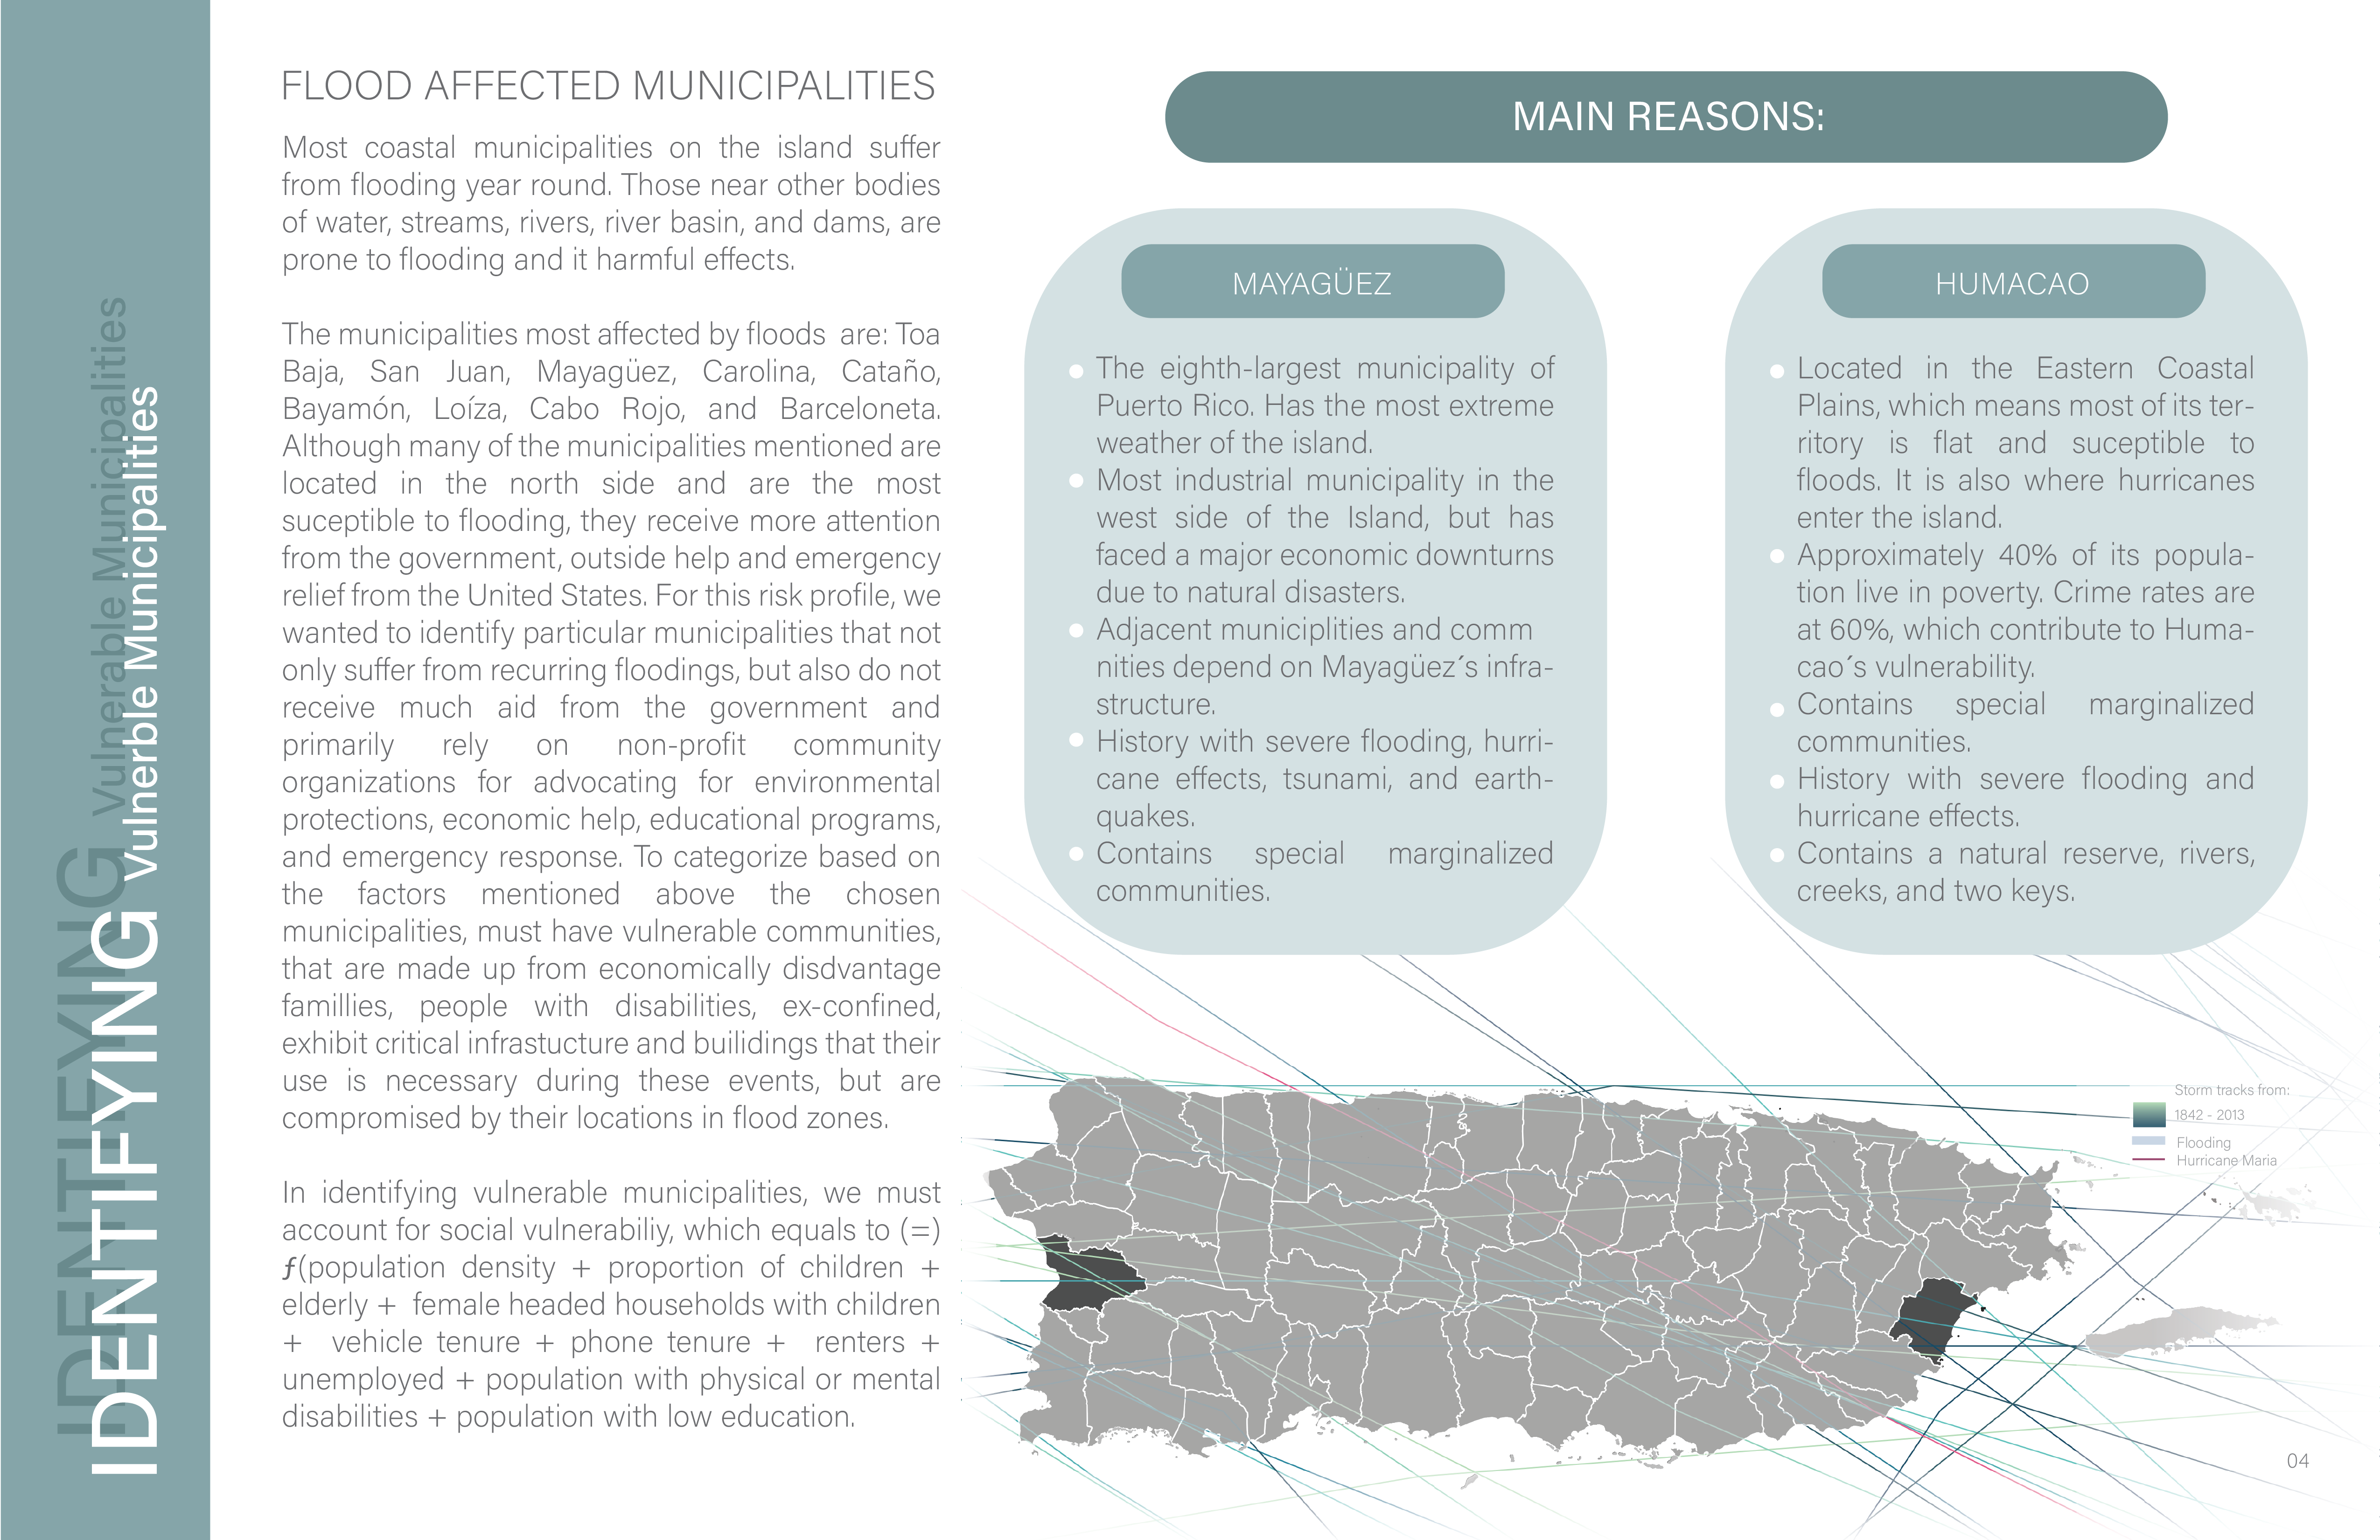 IDENTIFYING Vulnerable Municipalities
IDENTIFYING Vulnerble Municipalities
FLOOD AFFECTED MUNICIPALITIES
Most coastal municipalities on the island suffer
from flooding year round. Those near other bodies
of water, streams, rivers, river basin, and dams, are
prone to flooding and it harmful effects.
The municipalities most affected by floods are: Toa
Baja, San Juan, Mayagüez, Carolina, Cataño,
Bayamón, Loíza, Cabo Rojo, and Barceloneta.
Although many of the municipalities mentioned are
located in the north side and are the most
suceptible to flooding, they receive more attention
from the government, outside help and emergency
relief from the United States. For this risk profile, we
wanted to identify particular municipalities that not
only suffer from recurring floodings, but also do not
receive much aid from the government and
primarily rely on non-profit community
organizations for advocating for environmental
protections, economic help, educational programs,
and emergency response. To categorize based on
the factors mentioned above the chosen
municipalities, must have vulnerable communities,
that are made up from economically disdvantage
famillies, people with disabilities, ex-confined,
exhibit critical infrastucture and builidings that their
use is necessary during these events, but are
compromised by their locations in flood zones.
In identifying vulnerable municipalities, we must
account for social vulnerabiliy, which equals to (=)
ƒ(population density + proportion of children +
elderly + female headed households with children
+ vehicle tenure + phone tenure + renters +
unemployed + population with physical or mental
disabilities + population with low education.
MAIN REASONS:
MAYAGÜEZ
The eighth-largest municipality of
Puerto Rico. Has the most extreme
weather of the island.
Most industrial municipality in the
west side of the Island, but has
faced a major economic downturns
due to natural disasters.
Adjacent municiplities and comm
nities depend on Mayagüez´s infra-
structure.
History with severe flooding, hurri-
cane effects, tsunami, and earth-
quakes.
Contains special marginalized
communities.
HUMACAO
Located in the Eastern Coastal
Plains, which means most of its ter-
ritory is flat and suceptible to
floods. It is also where hurricanes
enter the island.
Approximately 40% of its popula-
tion live in poverty. Crime rates are
at 60%, which contribute to Huma-
cao´s vulnerability.
Contains special marginalized
communities.
History with severe flooding and
hurricane effects.
Contains a natural reserve, rivers,
creeks, and two keys.
Storm tracks from:
1842 - 2013
Flooding
Hurricane Maria
04